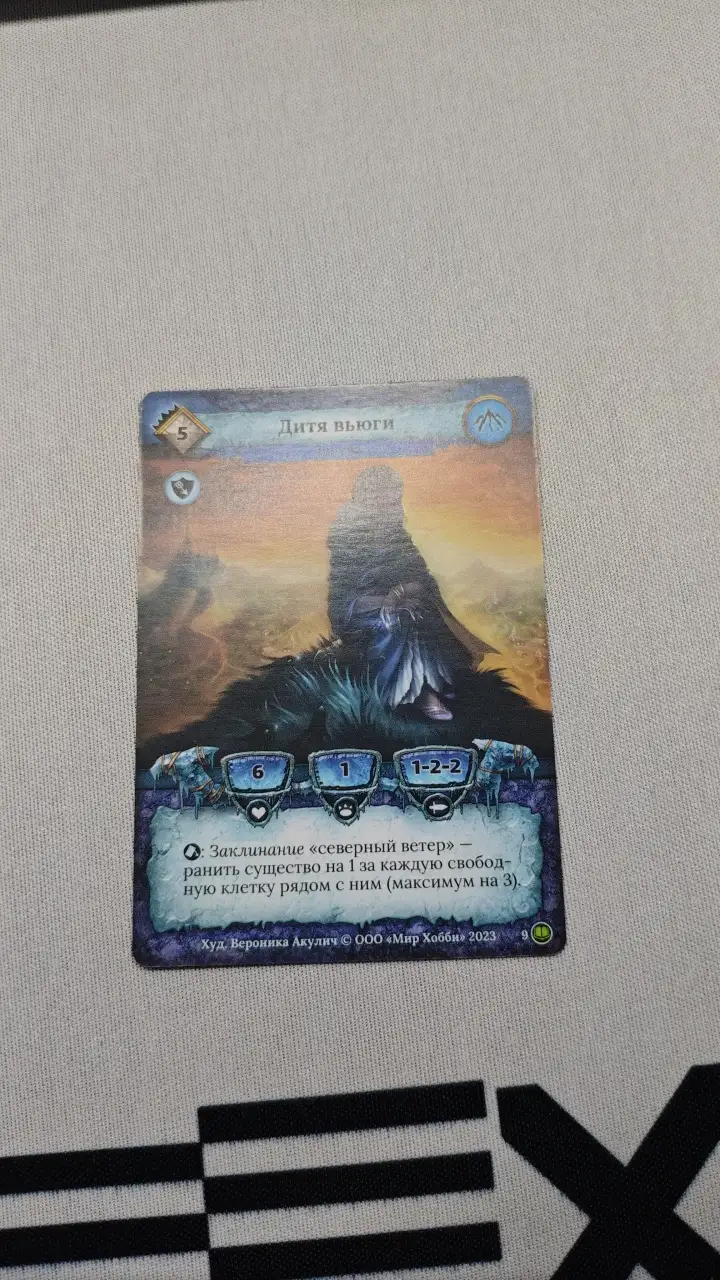 5
Дитя вьюги
6
1
1-2-2
: Заклинание «северный ветер» —
ранить существо на 1 за каждую свобод-
ную клетку рядом с ним (максимум на 3).
Худ. Вероника Акулич © ООО «Мир Хобби» 2023
9
EX